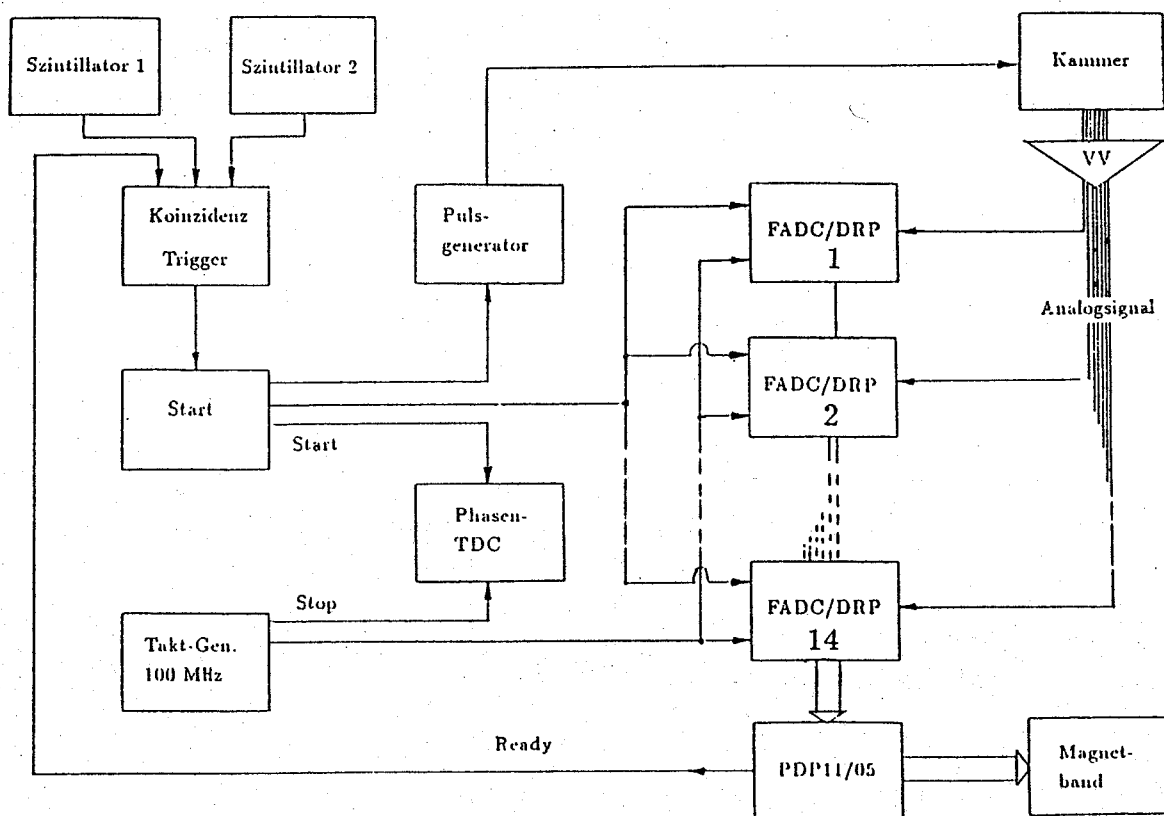 Szintillator 1
Szintillator 2
Kammer
VV
Koinzidenz
Trigger
Puls-
generator
FADC/DRP
1
Analogsignal
FADC/DRP
2
Start
Start
Phasen-
TDC
Stop
FADC/DRP
14
Takt-Gen.
100 MHz
Ready
PDP11/05
Magnet-
band